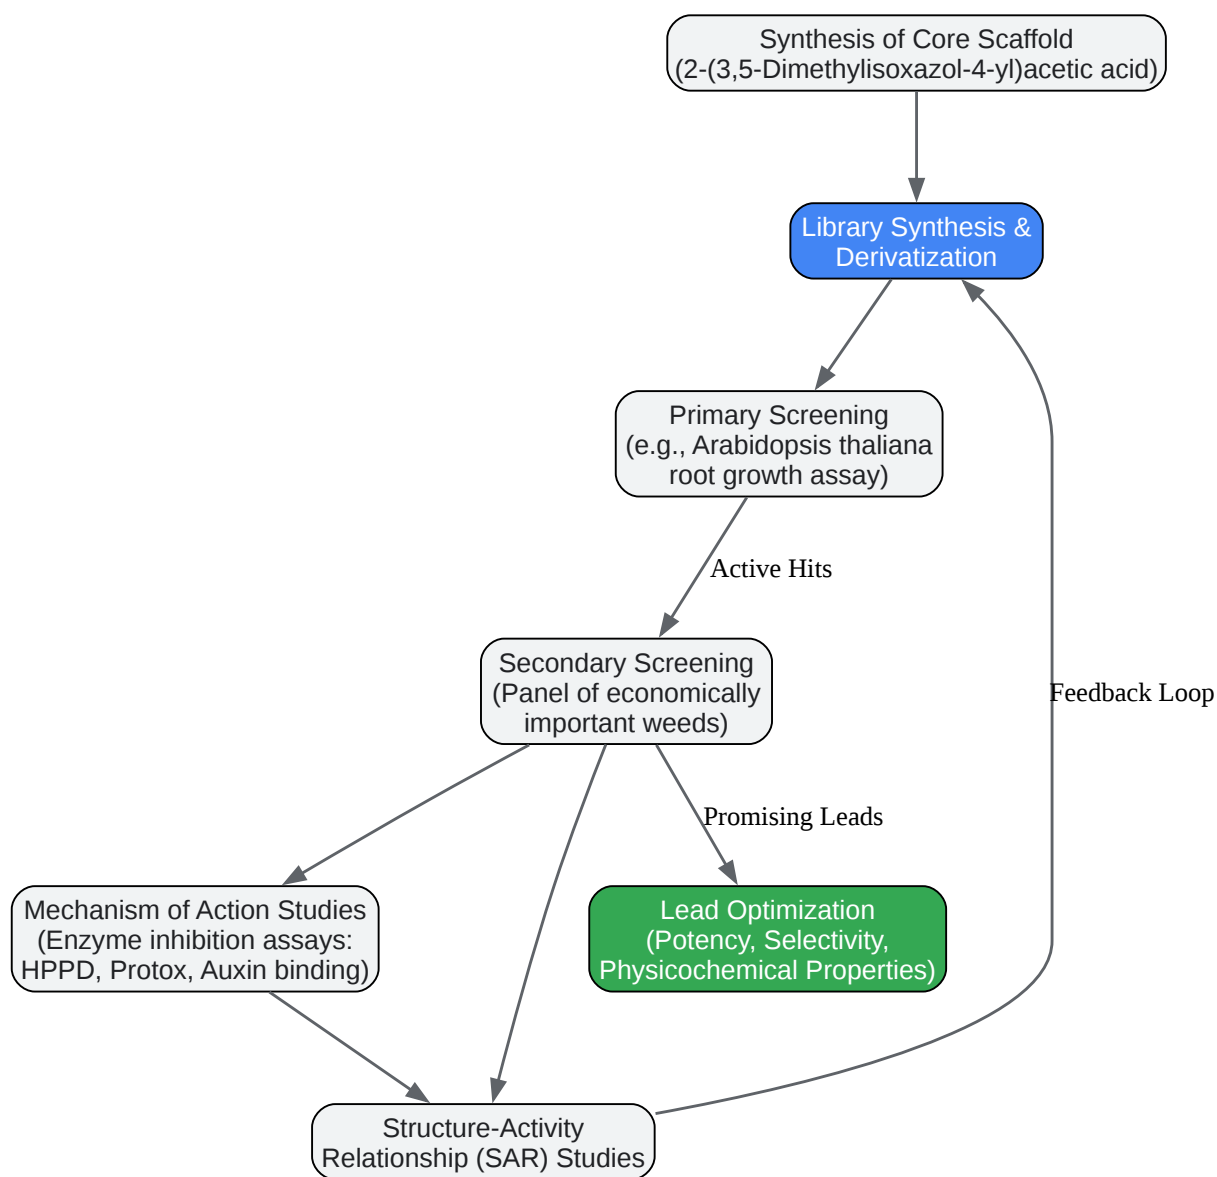 Synthesis of Core Scaffold
(2-(3,5-Dimethylisoxazol-4-yl)acetic acid)
Library Synthesis &
Derivatization
Primary Screening
(e.g., Arabidopsis thaliana
root growth assay)
Active Hits
Secondary Screening
(Panel of economically
important weeds)
Feedback Loop
Promising Leads
Mechanism of Action Studies
(Enzyme inhibition assays:
HPPD, Protox, Auxin binding)
Lead Optimization
(Potency, Selectivity,
Physicochemical Properties)
Structure-Activity
Relationship (SAR) Studies